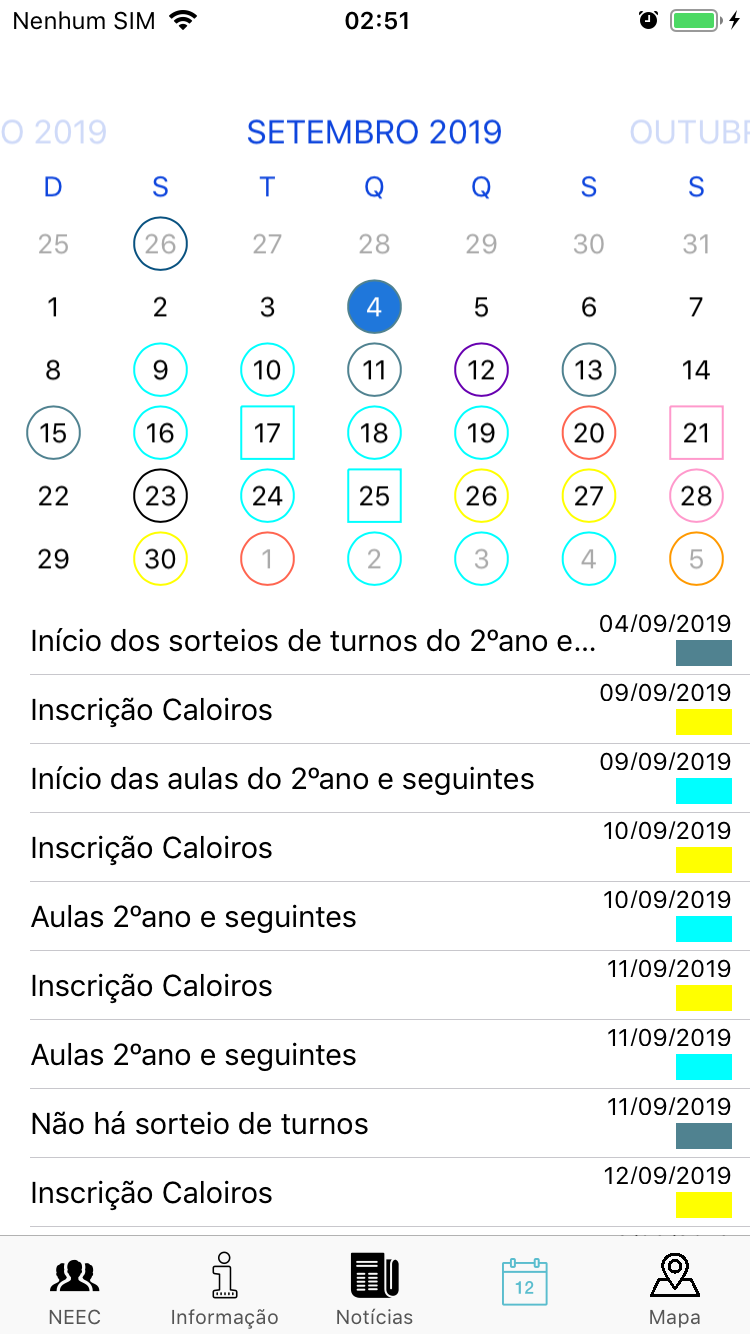 Nenhum SIM 02:51
O 2019 SETEMBRO 2019 OUTUB
D S T Q Q S S
25 26 27 28 29 30 31
1 2 3 4 5 6 7
8 9 10 11 12 13 14
15 16 17 18 19 20 21
22 23 24 25 26 27 28
29 30 1 2 3 4 5
04/09/2019
Início dos sorteios de turnos do 2ºano e...
09/09/2019
Inscrição Caloiros
09/09/2019
Início das aulas do 2ºano e seguintes
10/09/2019
Inscrição Caloiros
10/09/2019
Aulas 2ºano e seguintes
11/09/2019
Inscrição Caloiros
11/09/2019
Aulas 2ºano e seguintes
11/09/2019
Não há sorteio de turnos
12/09/2019
Inscrição Caloiros
12
NEEC Informação Notícias Mapa